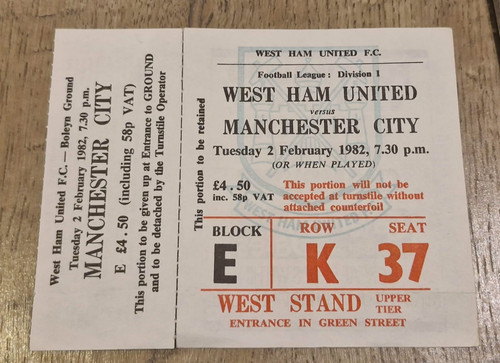 West Ham United F.C. — Boleyn Ground
Tuesday 2 February 1982, 7.30 p.m.
MANCHESTER CITY
E £4.50 (including 58p VAT)
This portion to be given up at Entrance to GROUND
and to be detached by the Turnstile Operator
This portion to be retained
WEST HAM UNITED F.C.
Football League : Division 1
WEST HAM UNITED
versus
MANCHESTER CITY
Tuesday 2 February 1982, 7.30 p.m.
(OR WHEN PLAYED)
£4.50
inc. 58p VAT
This portion will not be
accepted at turnstile without
attached counterfoil
BLOCK ROW SEAT
E K 37
WEST STAND UPPER TIER
ENTRANCE IN GREEN STREET